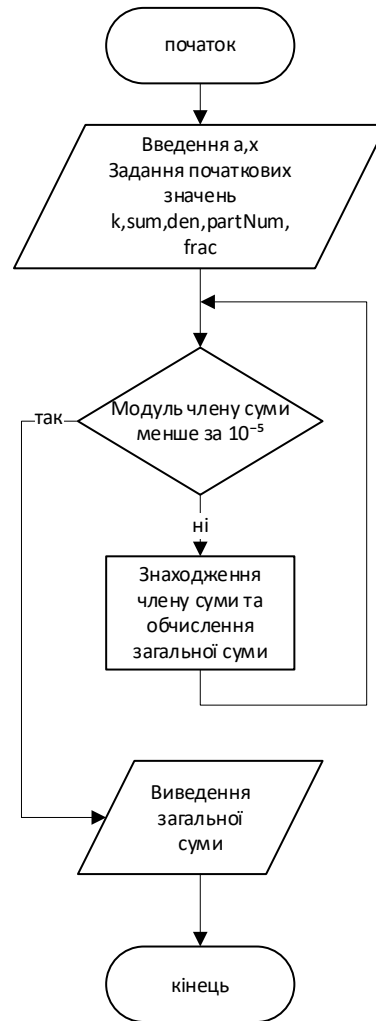 початок
Введення a,x
Задання початкових
значень
k,sum,den,partNum,
frac
Модуль члену суми
менше за 10⁻⁵
так
ні
Знаходження
члену суми та
обчислення
загальної суми
Виведення
загальної
суми
кінець